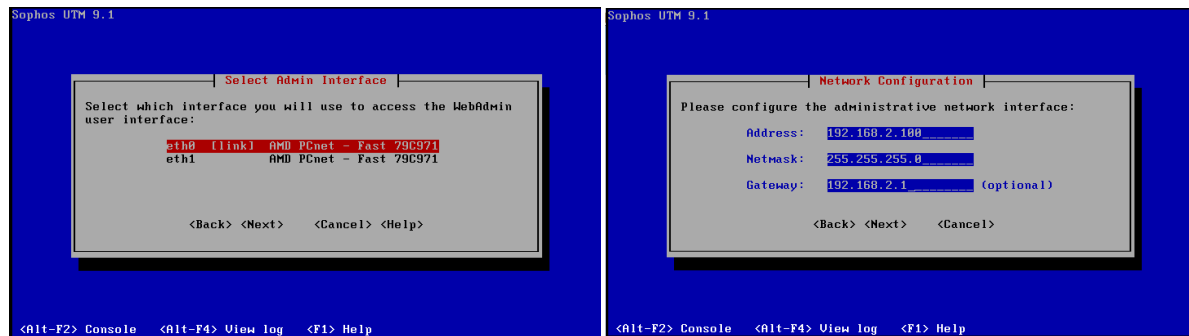 Sophos UTM 9.1
Select Admin Interface
Select which interface you will use to access the WebAdmin
user interface:
eth0 [link] AMD PCnet - Fast 79C971
eth1 AMD PCnet - Fast 79C971
<Back> <Next> <Cancel> <Help>
<Alt-F2> Console <Alt-F4> View log <F1> Help
Sophos UTM 9.1
Network Configuration
Please configure the administrative network interface:
Address: 192.168.2.100_______
Netmask: 255.255.255.0_______
Gateway: 192.168.2.1_________ (optional)
<Back> <Next> <Cancel>
<Alt-F2> Console <Alt-F4> View log <F1> Help